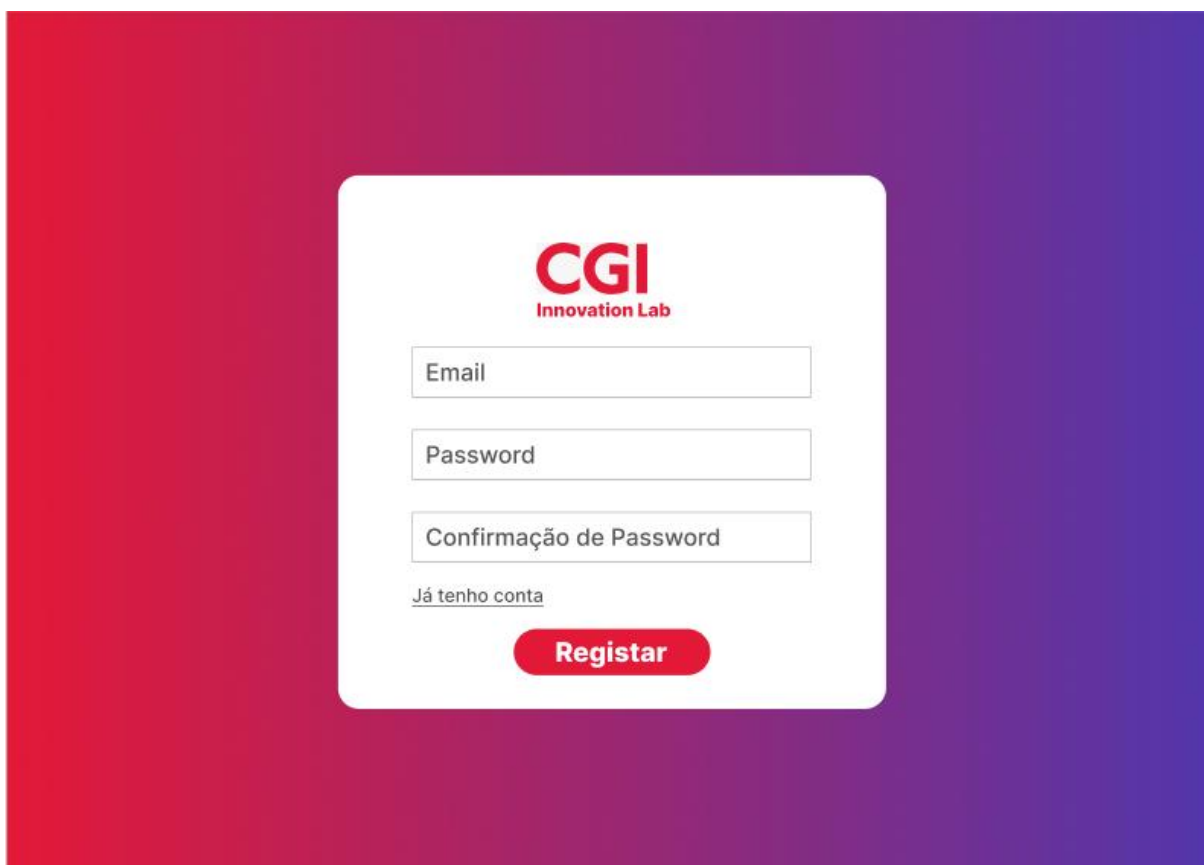 CGI
Innovation Lab
Email
Password
Confirmação de Password
Já tenho conta
Registar